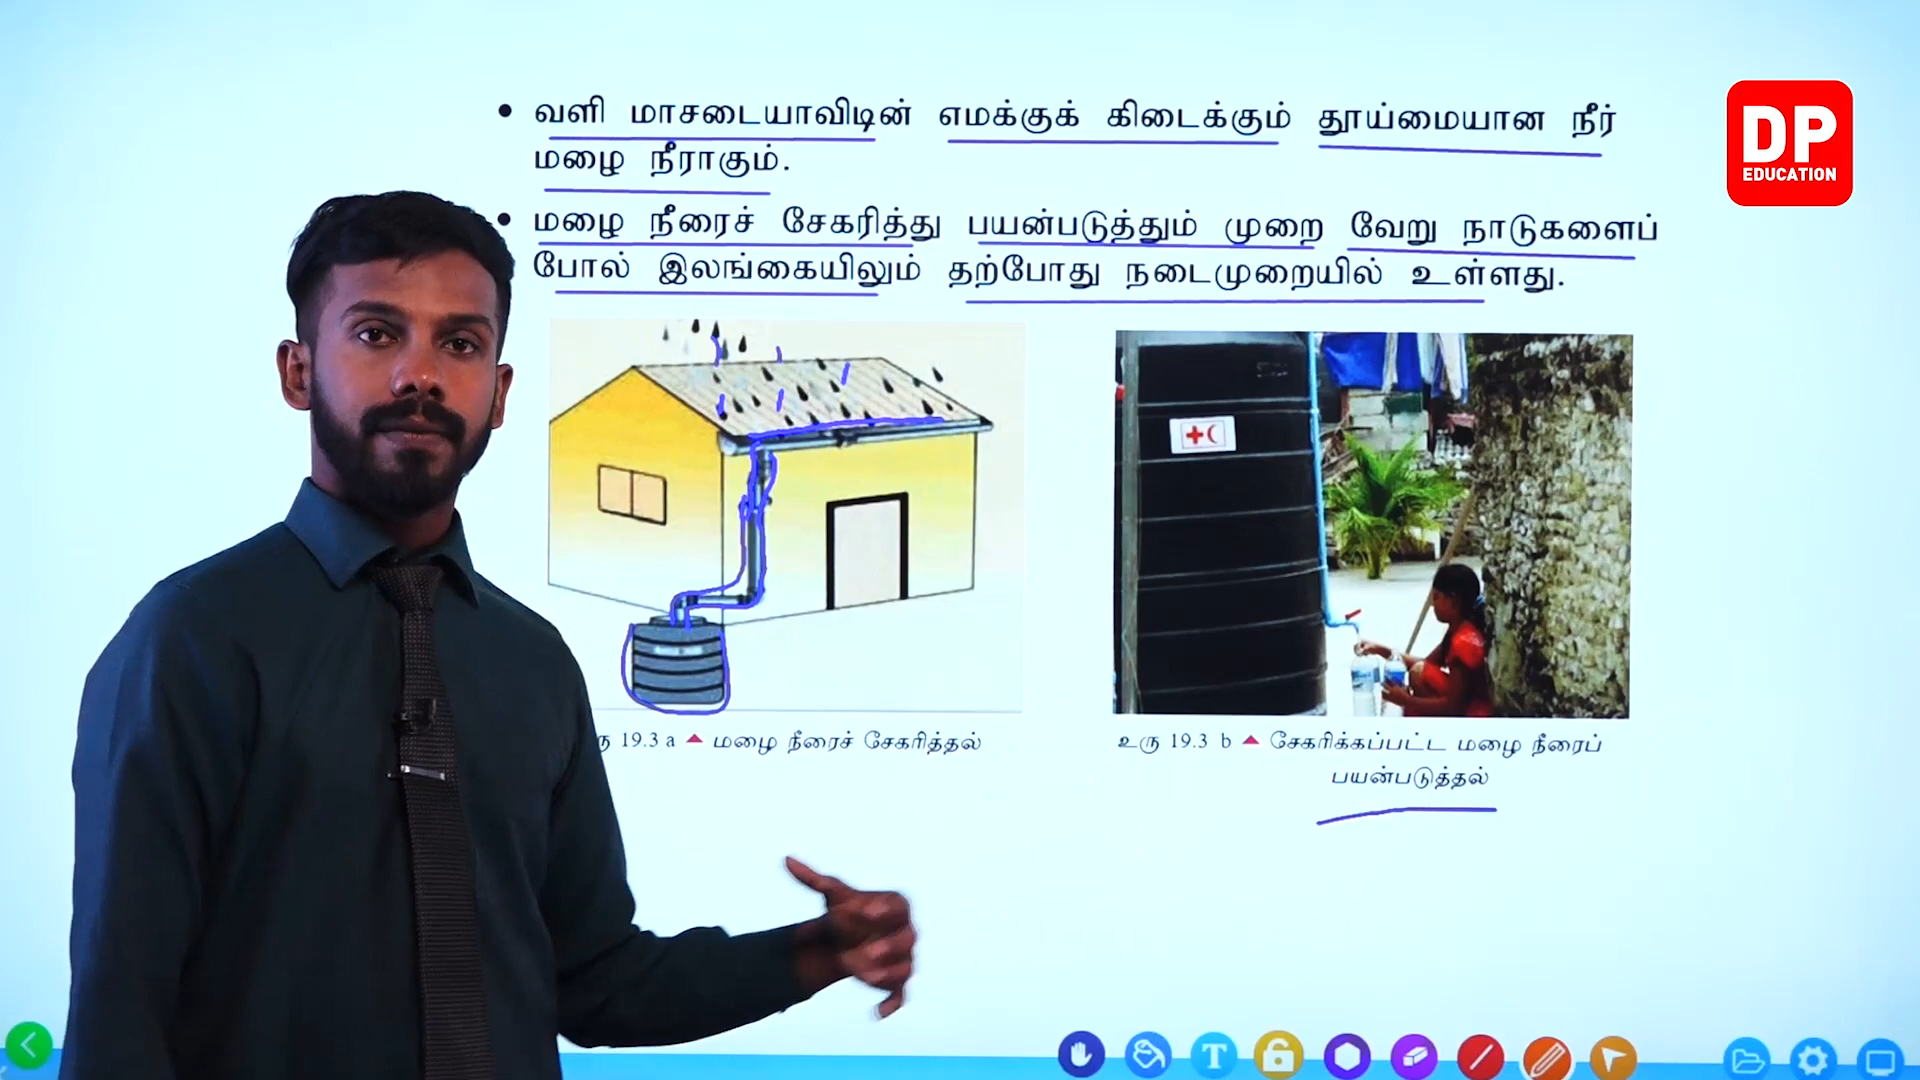 • வளி மாசடையாவிடின் எமக்குக் கிடைக்கும் தூய்மையான நீர்
மழை நீராகும்.
• மழை நீரைச் சேகரித்து பயன்படுத்தும் முறை வேறு நாடுகளைப்
போல் இலங்கையிலும் தற்போது நடைமுறையில் உள்ளது.
DP
EDUCATION
19.3 a ▲ மழை நீரைச் சேகரித்தல்
உரு 19.3 b ▲ சேகரிக்கப்பட்ட மழை நீரைப்
பயன்படுத்தல்
T